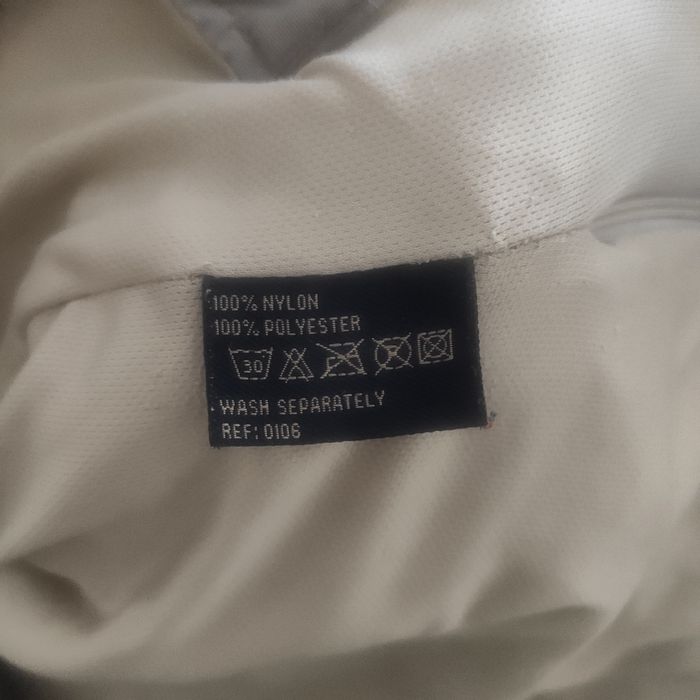 100% NYLON
100% POLYESTER
30
WASH SEPARATELY
REF: 0106